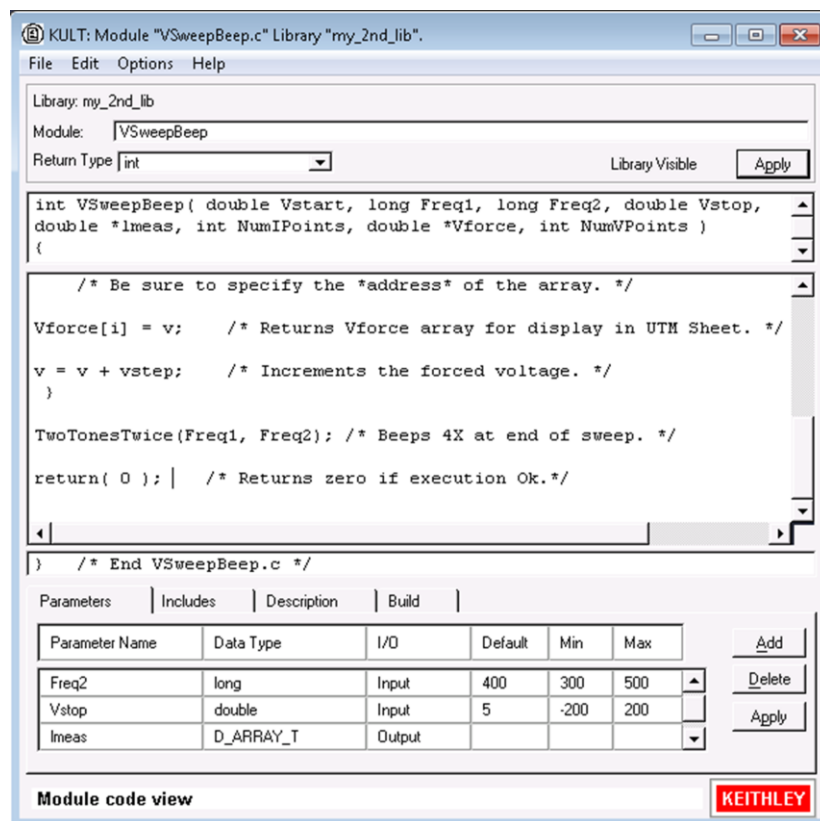 KULT: Module "VSweepBeep.c" Library "my_2nd_lib".
File Edit Options Help
Library: my_2nd_lib
Module: VSweepBeep
Return Type int Library Visible Apply
int VSweepBeep( double Vstart, long Freq1, long Freq2, double Vstop,
double *Imeas, int NumIPoints, double *Vforce, int NumVPoints )
{
/* Be sure to specify the *address* of the array. */
Vforce[i] = v; /* Returns Vforce array for display in UTM Sheet. */
v = v + vstep; /* Increments the forced voltage. */
}
TwoTonesTwice(Freq1, Freq2); /* Beeps 4X at end of sweep. */
return( 0 ); /* Returns zero if execution Ok.*/
} /* End VSweepBeep.c */
Parameters Includes Description Build
Parameter Name Data Type I/O Default Min Max Add
Freq2 long Input 400 300 500 Delete
Vstop double Input 5 -200 200 Apply
Imeas D_ARRAY_T Output
Module code view KEITHLEY